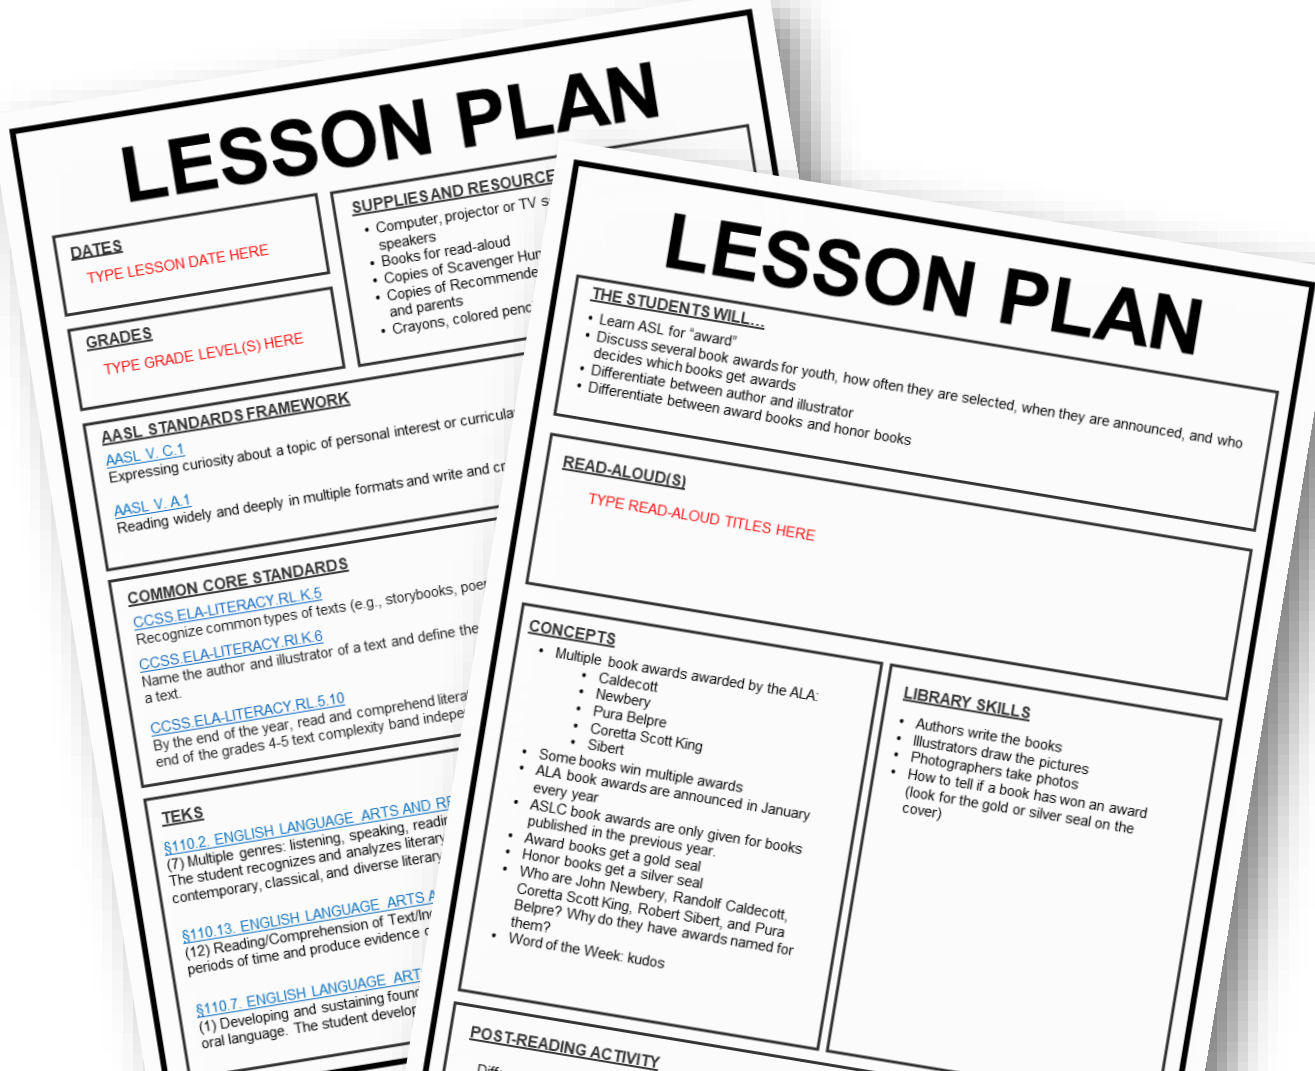 LESSON PLAN
DATES
TYPE LESSON DATE HERE
GRADES
TYPE GRADE LEVEL(S) HERE
SUPPLIES AND RESOURCE
• Computer, projector or TV
speakers
• Books for read-aloud
• Copies of Scavenger
• Copies of
and parents
• Crayons, colored
AASL STANDARDS FRAMEWORK
AASL V. C.1
Expressing curiosity about a topic of personal interest or
AASL V. A.1
Reading widely and deeply in multiple formats and write and
COMMON CORE STANDARDS
CCSS.ELA-LITERACY.RL.K.5
Recognize common types of texts (e.g., storybooks,
CCSS.ELA-LITERACY.RI.K.6
Name the author and illustrator of a text and define the
a text.
CCSS.ELA-LITERACY.RL.5.10
By the end of the year, read and comprehend
end of the grades 4-5 text complexity band
TEKS
§110.2. ENGLISH LANGUAGE ARTS AND
(7) Multiple genres: listening, speaking,
The student recognizes and analyzes literary
contemporary, classical, and diverse literary
§110.13. ENGLISH LANGUAGE ARTS
(12) Reading/Comprehension of
periods of time and produce evidence
§110.7. ENGLISH LANGUAGE
(1) Developing and sustaining
oral language. The student
LESSON PLAN
THE STUDENTS WILL…
• Learn ASL for “award”
• Discuss several book awards for youth, how often they are selected, when they are announced, and who
decides which books get awards
• Differentiate between author and illustrator
• Differentiate between award books and honor books
READ-ALOUD(S)
TYPE READ-ALOUD TITLES HERE
CONCEPTS
• Multiple book awards awarded by the ALA:
• Caldecott
• Newbery
• Pura Belpre
• Coretta Scott King
• Sibert
• Some books win multiple awards
• ALA book awards are announced in January
every year
• ASLC book awards are only given for books
published in the previous year.
• Award books get a gold seal
• Honor books get a silver seal
• Who are John Newbery, Randolf Caldecott,
Coretta Scott King, Robert Sibert, and Pura
Belpre? Why do they have awards named for
them?
• Word of the Week: kudos
LIBRARY SKILLS
• Authors write the books
• Illustrators draw the pictures
• Photographers take photos
• How to tell if a book has won an award
(look for the gold or silver seal on the
cover)
POST-READING ACTIVITY